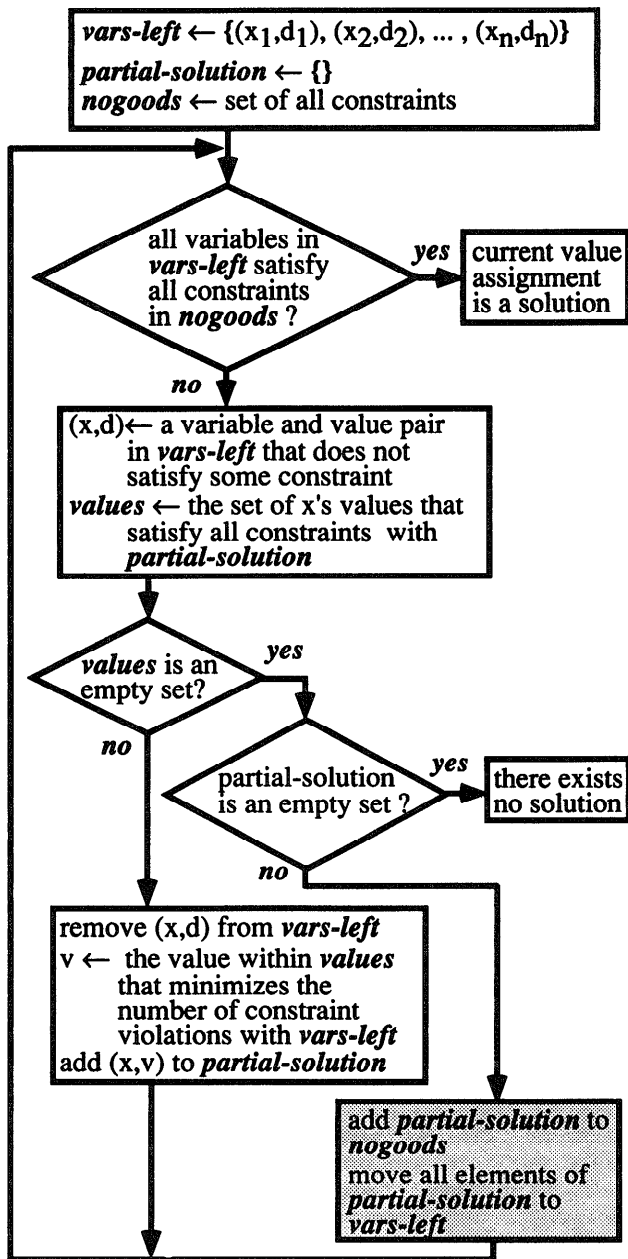 vars-left ← {(x1,d1), (x2,d2), ... , (xn,dn)}
partial-solution ← {}
nogoods ← set of all constraints
all variables in
vars-left satisfy
all constraints
in nogoods ?
yes
current value
assignment
is a solution
no
(x,d)← a variable and value pair
in vars-left that does not
satisfy some constraint
values ← the set of x's values that
satisfy all constraints with
partial-solution
values is an
empty set?
yes
no
partial-solution
is an empty set ?
yes
there exists
no solution
no
remove (x,d) from vars-left
v ← the value within values
that minimizes the
number of constraint
violations with vars-left
add (x,v) to partial-solution
add partial-solution to
nogoods
move all elements of
partial-solution to
vars-left